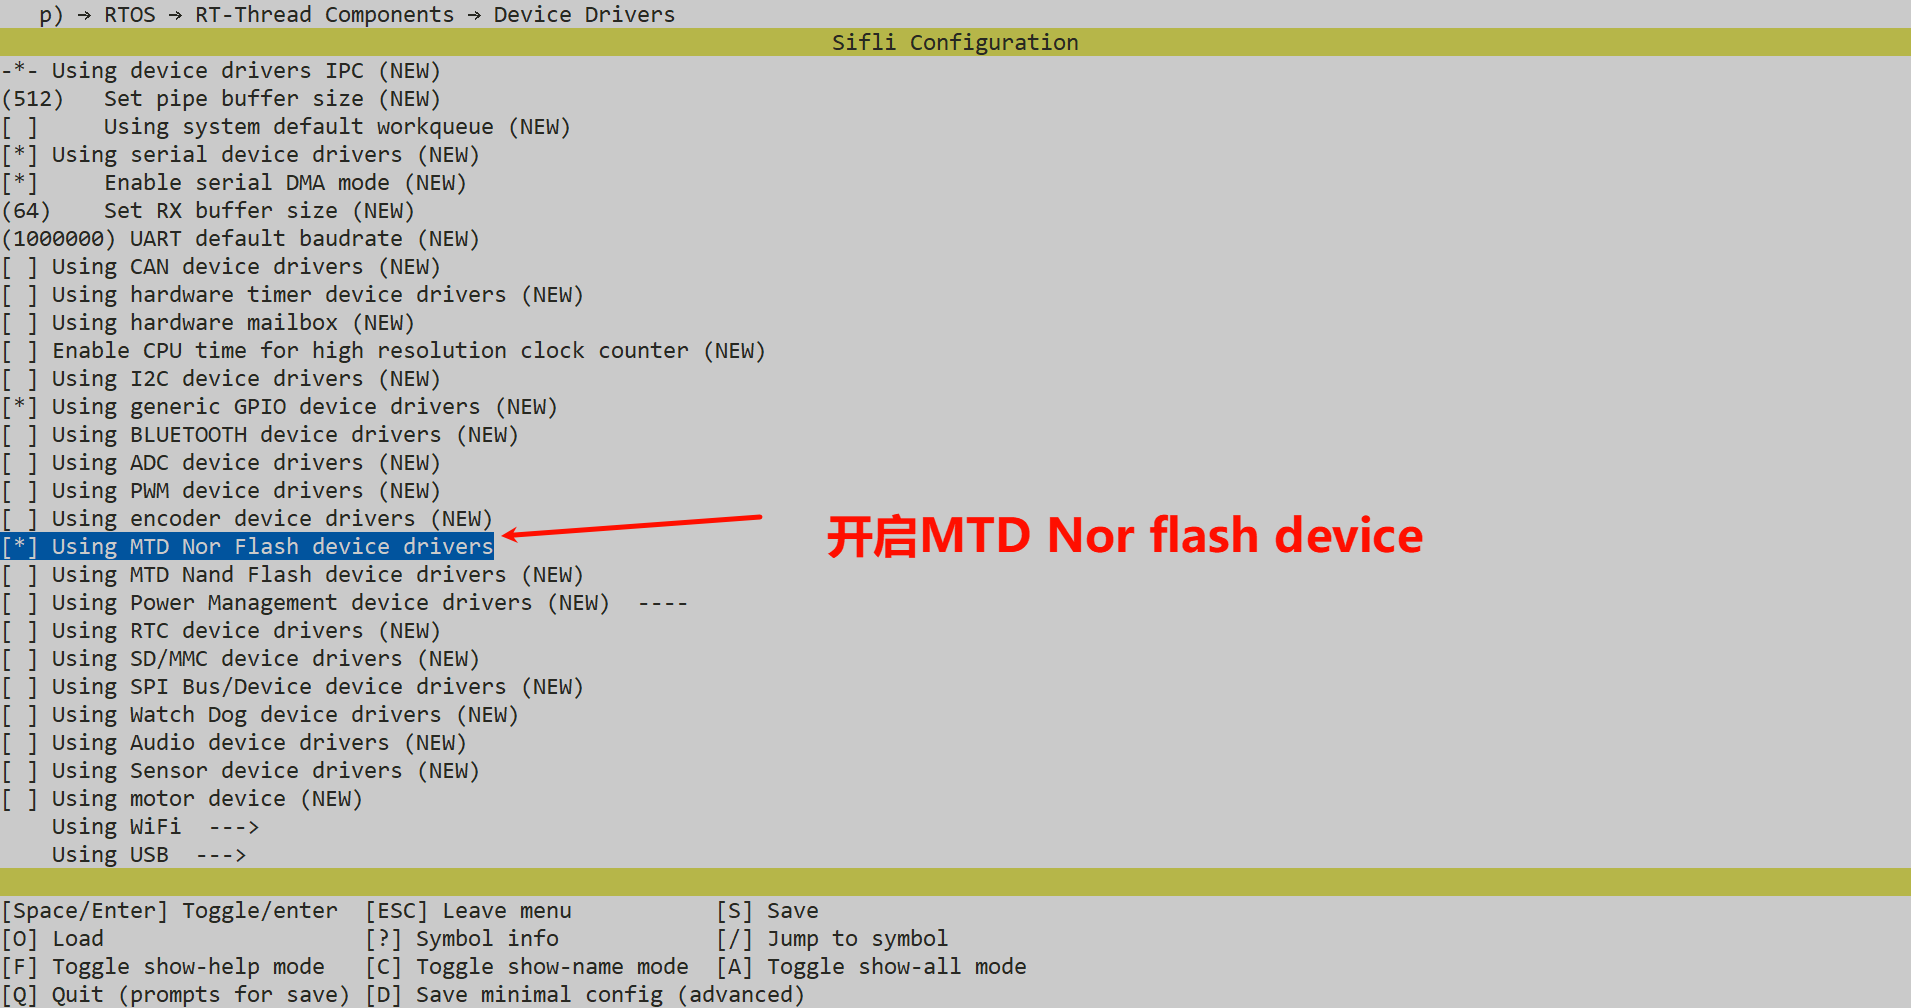 p) → RTOS → RT-Thread Components → Device Drivers
Sifli Configuration
-*- Using device drivers IPC (NEW)
(512)   Set pipe buffer size (NEW)
[ ]     Using system default workqueue (NEW)
[*] Using serial device drivers (NEW)
[*]     Enable serial DMA mode (NEW)
(64)    Set RX buffer size (NEW)
(1000000) UART default baudrate (NEW)
[ ] Using CAN device drivers (NEW)
[ ] Using hardware timer device drivers (NEW)
[ ] Using hardware mailbox (NEW)
[ ] Enable CPU time for high resolution clock counter (NEW)
[ ] Using I2C device drivers (NEW)
[*] Using generic GPIO device drivers (NEW)
[ ] Using BLUETOOTH device drivers (NEW)
[ ] Using ADC device drivers (NEW)
[ ] Using PWM device drivers (NEW)
[ ] Using encoder device drivers (NEW)
[*] Using MTD Nor Flash device drivers
开启MTD Nor flash device
[ ] Using MTD Nand Flash device drivers (NEW)
[ ] Using Power Management device drivers (NEW)  ----
[ ] Using RTC device drivers (NEW)
[ ] Using SD/MMC device drivers (NEW)
[ ] Using SPI Bus/Device device drivers (NEW)
[ ] Using Watch Dog device drivers (NEW)
[ ] Using Audio device drivers (NEW)
[ ] Using Sensor device drivers (NEW)
[ ] Using motor device (NEW)
Using WiFi  --->
Using USB  --->
[Space/Enter] Toggle/enter  [ESC] Leave menu           [S] Save
[O] Load                    [?] Symbol info            [/] Jump to symbol
[F] Toggle show-help mode   [C] Toggle show-name mode  [A] Toggle show-all mode
[Q] Quit (prompts for save) [D] Save minimal config (advanced)